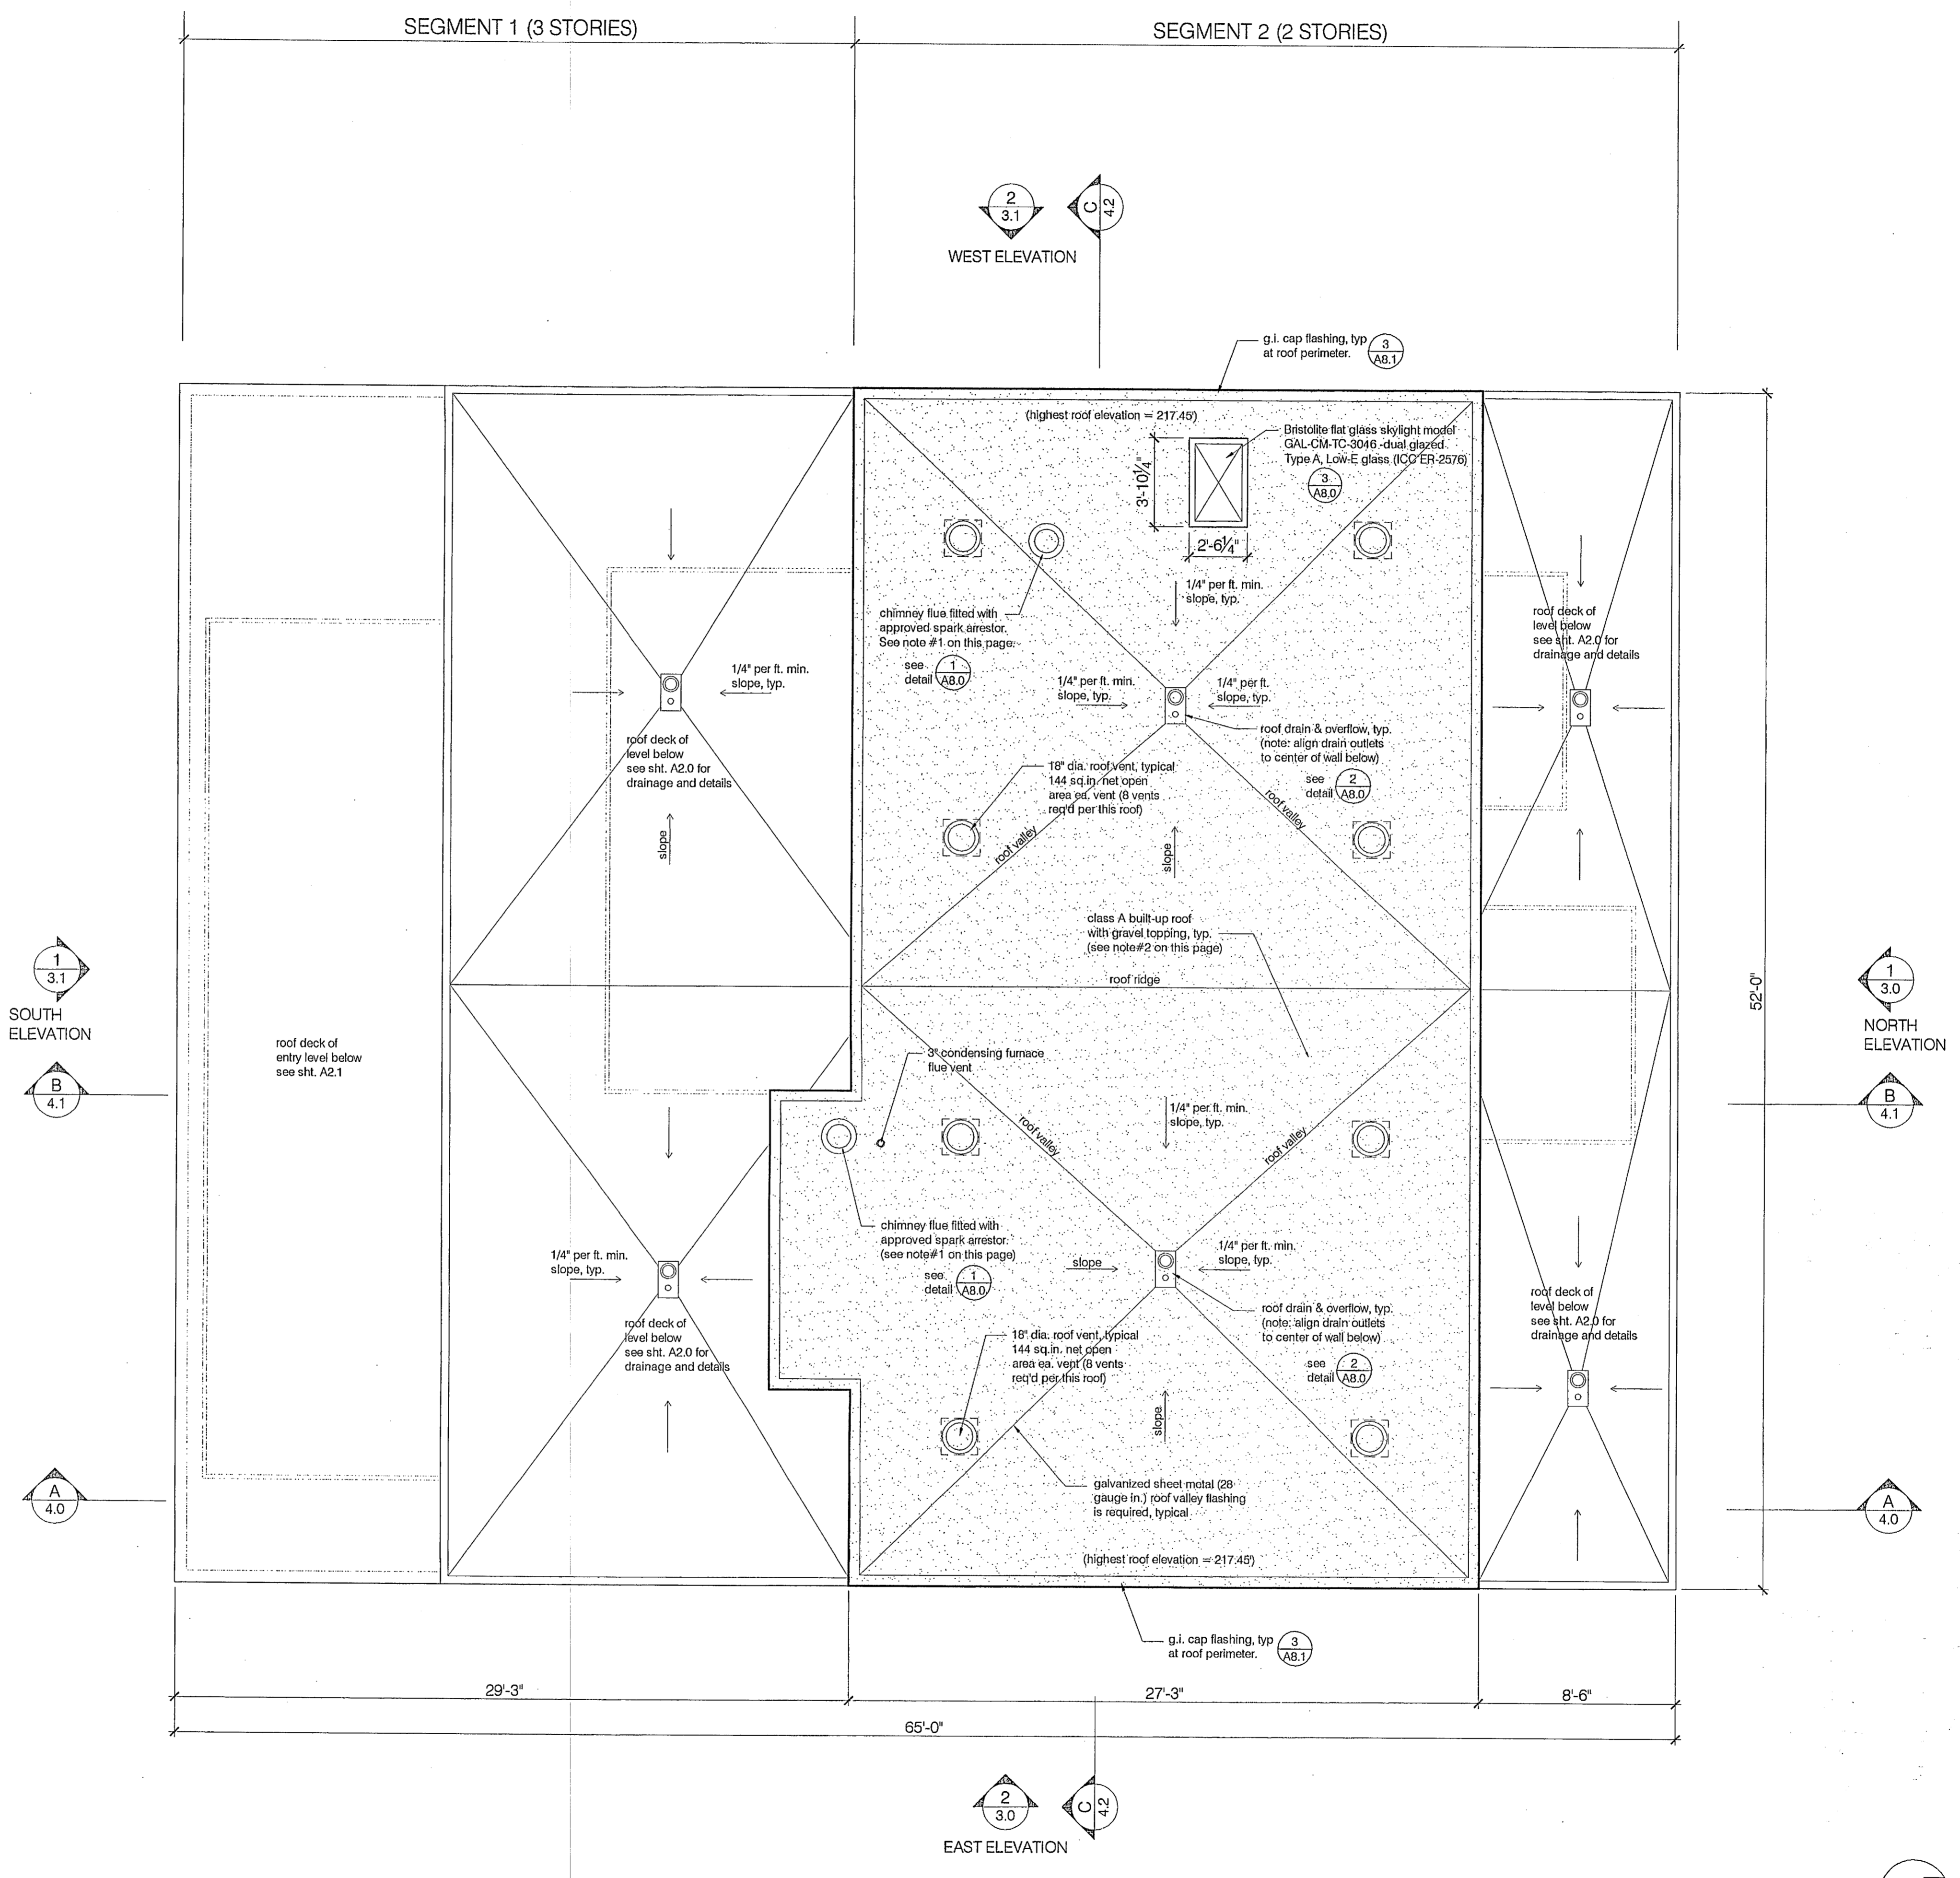 SEGMENT 1 (3 STORIES)
SEGMENT 2 (2 STORIES)
2
3.1
C
4.2
WEST ELEVATION
g.i. cap flashing, typ
at roof perimeter.
3
A8.1
(highest roof elevation = 217.45')
Bristolite flat glass skylight model
GAL-CM-TC-3046 -dual glazed
Type A, Low-E glass (ICC ER-2576)
3
A8.0
3'-10¼"
2'-6¼"
1/4" per ft. min.
slope, typ.
chimney flue fitted with
approved spark arrestor.
See note #1 on this page.
see
detail
1
A8.0
roof deck of
level below
see sht. A2.0 for
drainage and details
1/4" per ft. min.
slope, typ.
1/4" per ft. min.
slope, typ.
1/4" per ft.
slope, typ.
roof deck of
level below
see sht. A2.0 for
drainage and details
roof drain & overflow, typ.
(note: align drain outlets
to center of wall below)
see
detail
2
A8.0
18" dia. roof vent, typical
144 sq.in. net open
area ea. vent (8 vents
req'd per this roof)
roof valley
roof valley
slope
slope
class A built-up roof
with gravel topping, typ.
(see note#2 on this page)
roof ridge
1
3.1
SOUTH
ELEVATION
B
4.1
1
3.0
NORTH
ELEVATION
B
4.1
52'-0"
roof deck of
entry level below
see sht. A2.1
3" condensing furnace
flue vent
1/4" per ft. min.
slope, typ.
roof valley
roof valley
chimney flue fitted with
approved spark arrestor.
(see note#1 on this page)
see
detail
1
A8.0
1/4" per ft. min.
slope, typ.
slope
1/4" per ft. min.
slope, typ.
roof deck of
level below
see sht. A2.0 for
drainage and details
roof drain & overflow, typ.
(note: align drain outlets
to center of wall below)
see
detail
2
A8.0
roof deck of
level below
see sht. A2.0 for
drainage and details
18" dia. roof vent, typical
144 sq.in. net open
area ea. vent (8 vents
req'd per this roof)
slope
galvanized sheet metal (28
gauge in.) roof valley flashing
is required, typical
A
4.0
A
4.0
(highest roof elevation = 217.45')
g.i. cap flashing, typ
at roof perimeter.
3
A8.1
29'-3"
27'-3"
8'-6"
65'-0"
2
3.0
C
4.2
EAST ELEVATION